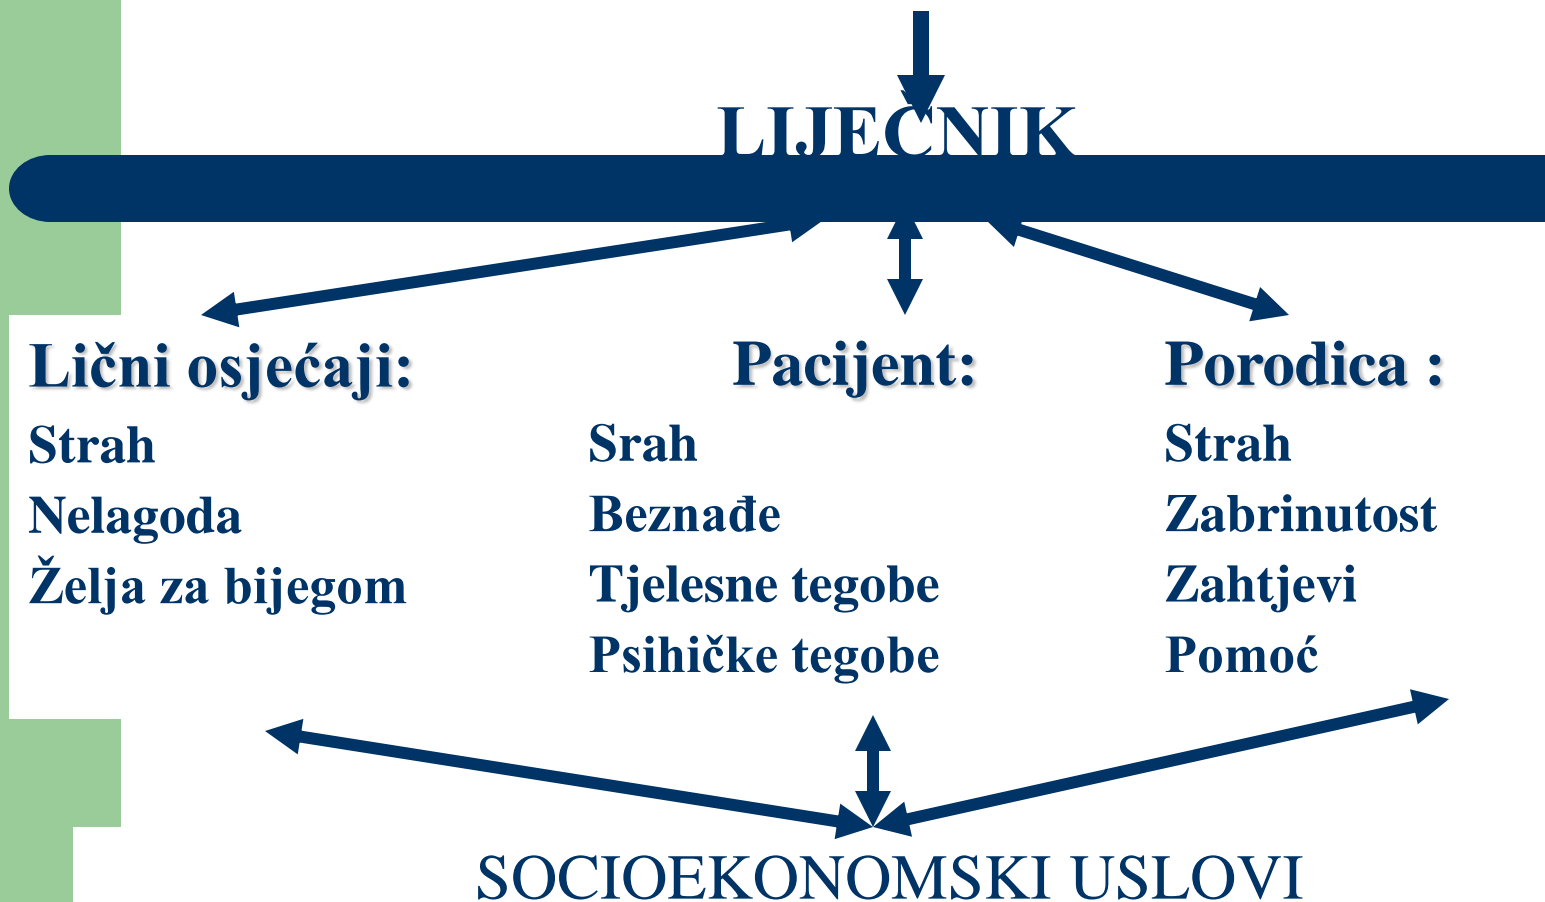 LIJEČNIK
Lični osjećaji:
Strah
Nelagoda
Želja za bijegom
Pacijent:
Srah
Beznađe
Tjelesne tegobe
Psihičke tegobe
Porodica :
Strah
Zabrinutost
Zahtjevi
Pomoć
SOCIOEKONOMSKI USLOVI